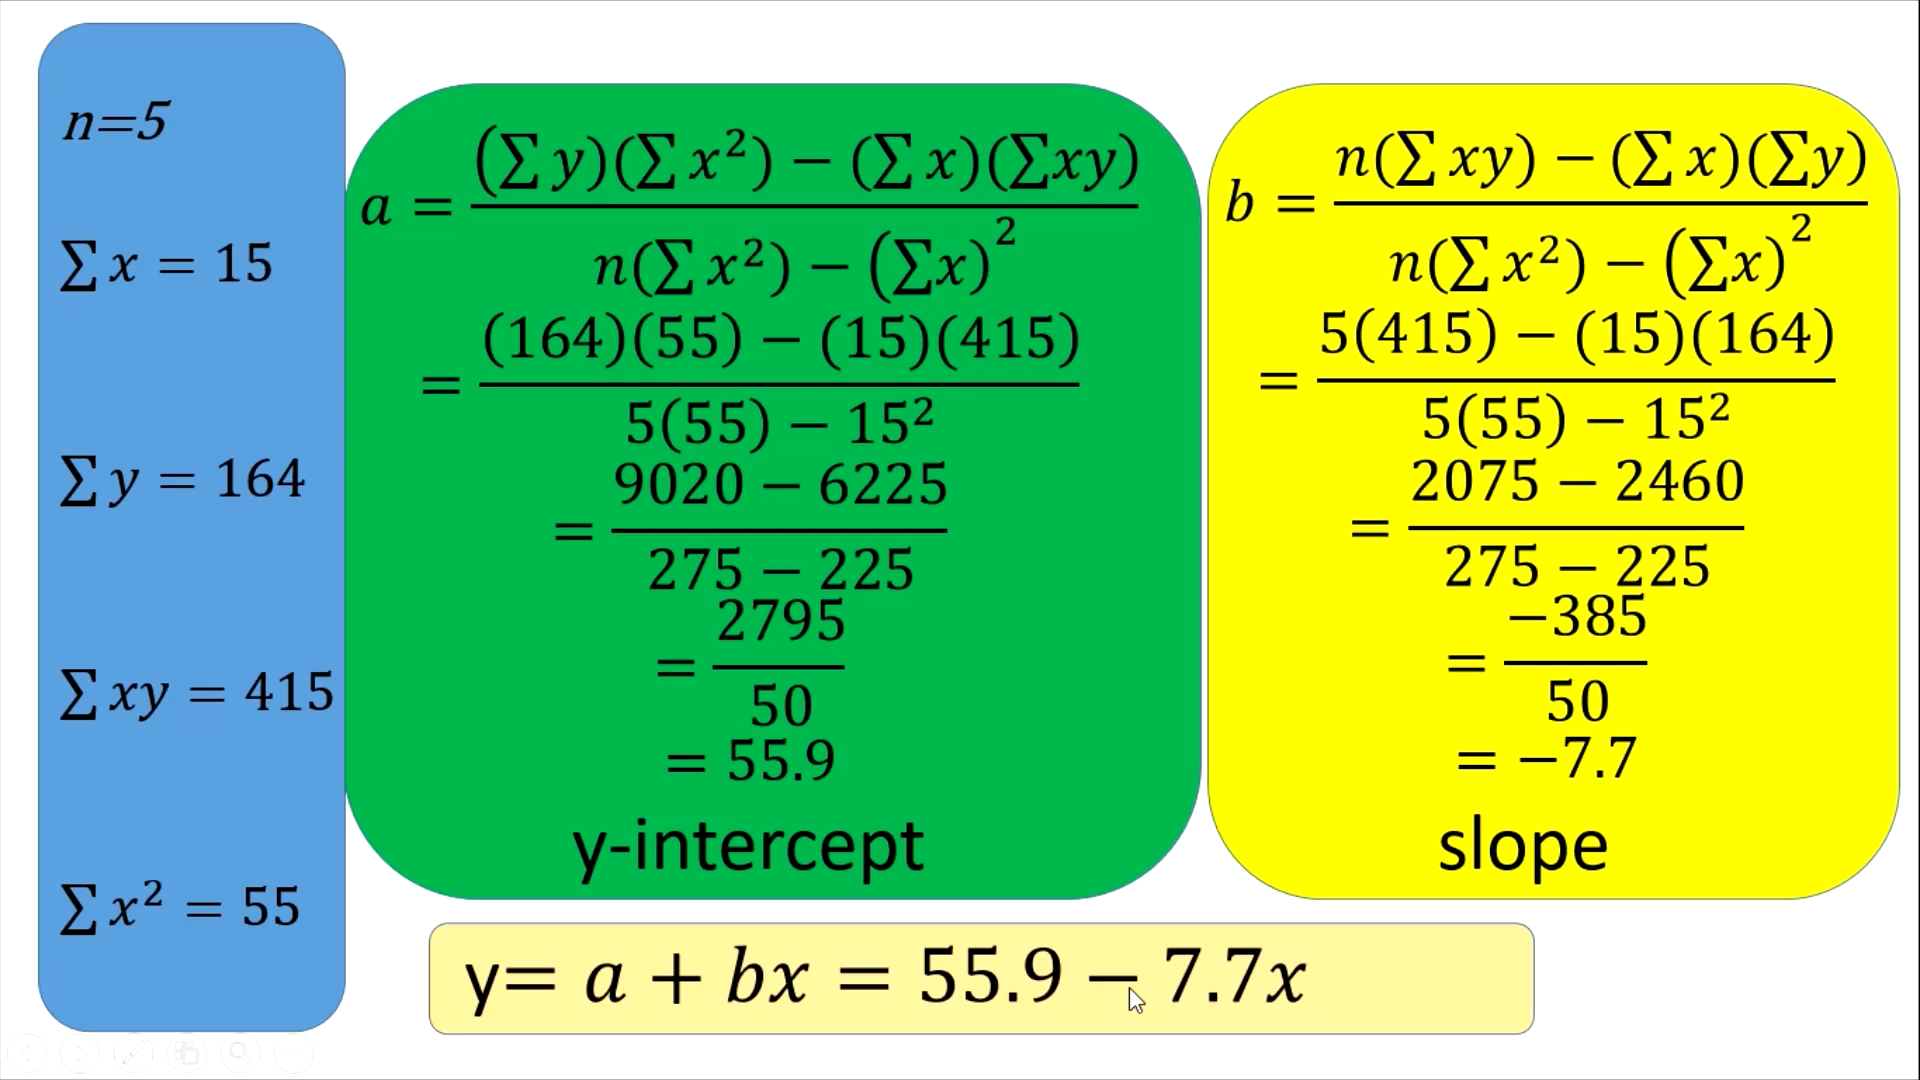 n=5
∑ x = 15
∑ y = 164
∑ xy = 415
∑ x² = 55
a = ((∑ y)(∑ x²) − (∑ x)(∑xy)) / (n(∑ x²) − (∑x)²)
= ((164)(55) − (15)(415)) / (5(55) − 15²)
= (9020 − 6225) / (275 − 225)
= 2795 / 50
= 55.9
y-intercept
b = (n(∑ xy) − (∑ x)(∑y)) / (n(∑ x²) − (∑x)²)
= (5(415) − (15)(164)) / (5(55) − 15²)
= (2075 − 2460) / (275 − 225)
= −385 / 50
= −7.7
slope
y= a + bx = 55.9 − 7.7x